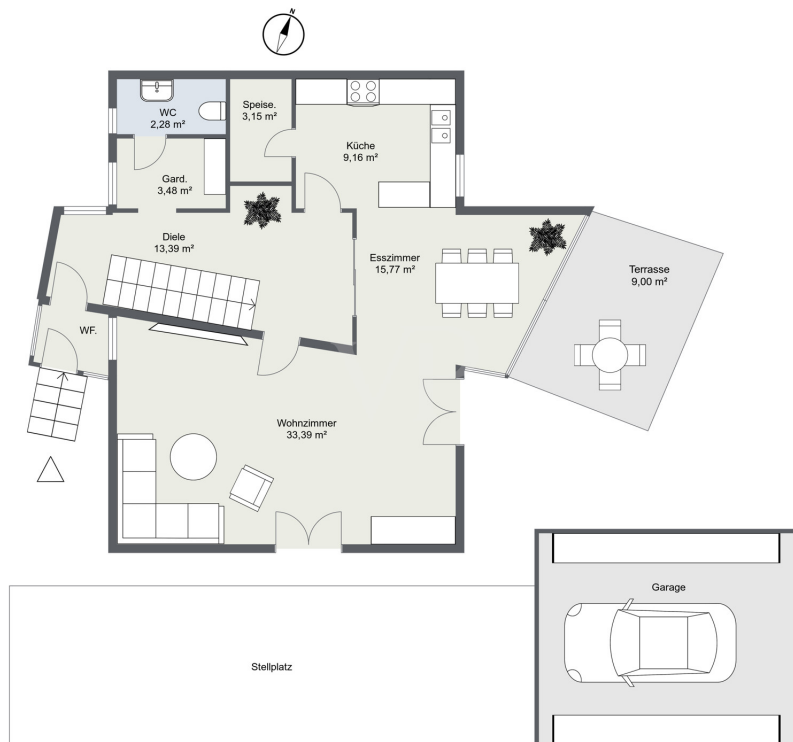 N
WC
2,28 m²
Speise.
3,15 m²
Küche
9,16 m²
Gard.
3,48 m²
Diele
13,39 m²
Esszimmer
15,77 m²
Terrasse
9,00 m²
WF.
Wohnzimmer
33,39 m²
Garage
Stellplatz